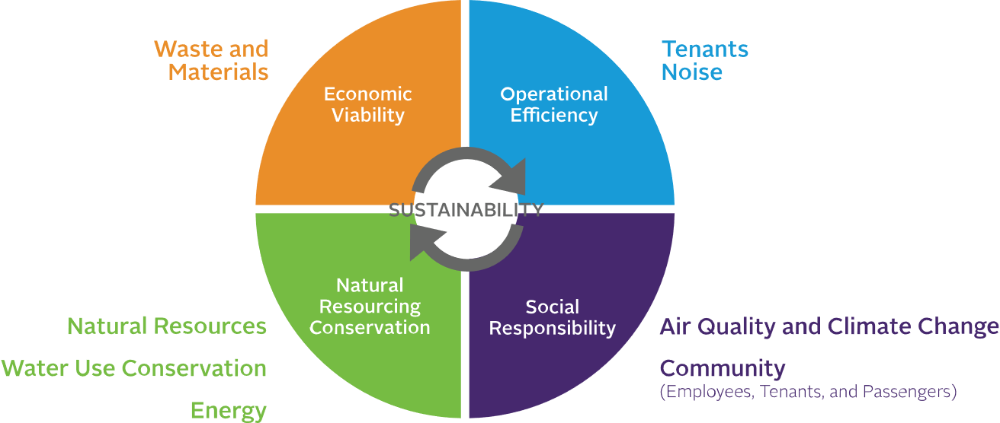 Waste and
Materials
Economic
Viability
Operational
Efficiency
Tenants
Noise
SUSTAINABILITY
Natural
Resourcing
Conservation
Natural Resources
Water Use Conservation
Energy
Social
Responsibility
Air Quality and Climate Change
Community
(Employees, Tenants, and Passengers)